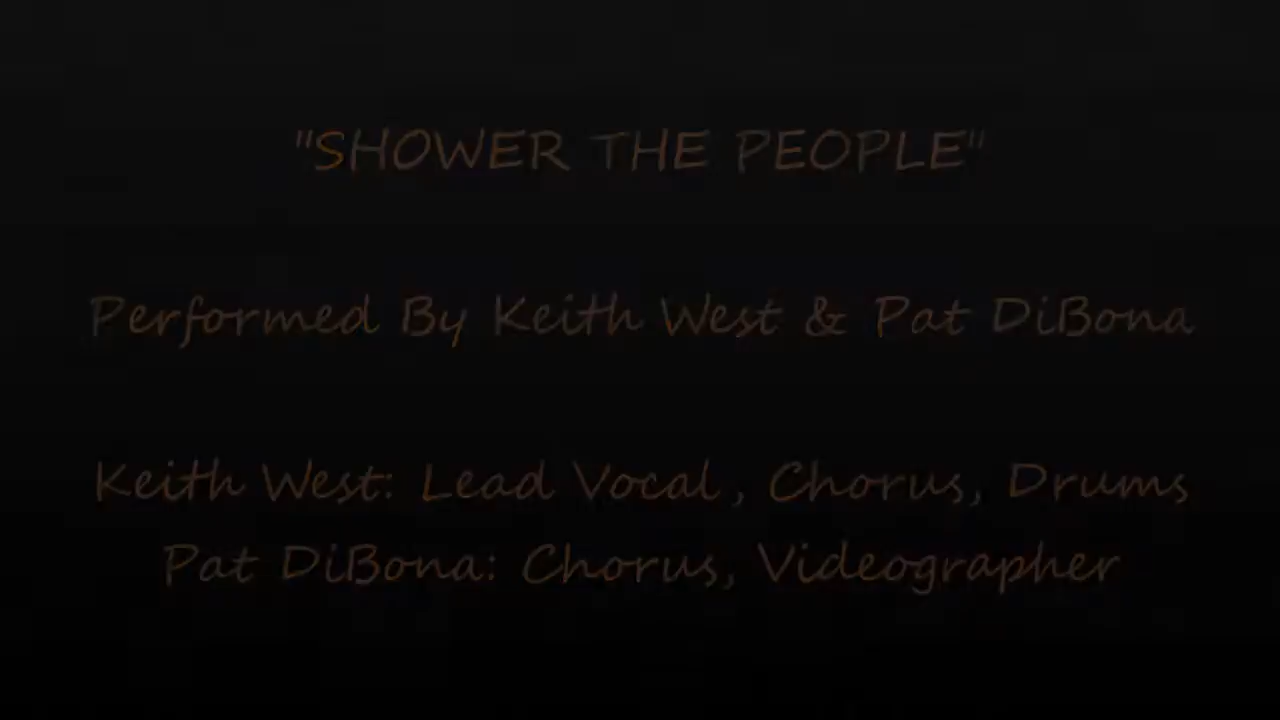 "SHOWER THE PEOPLE"
Performed By Keith West & Pat DiBona
Keith West: Lead Vocal , Chorus, Drums
Pat DiBona: Chorus, Videographer